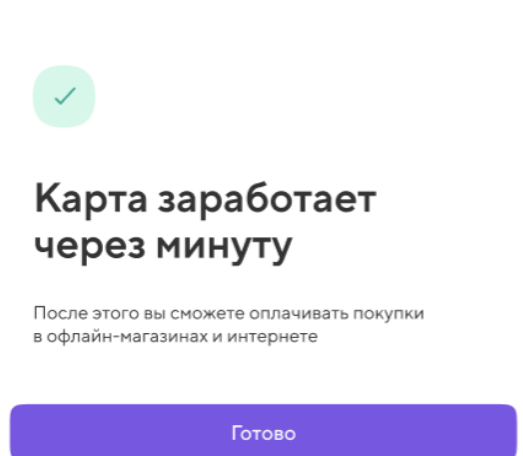 Карта заработает
через минуту
После этого вы сможете оплачивать покупки
в офлайн-магазинах и интернете
Готово